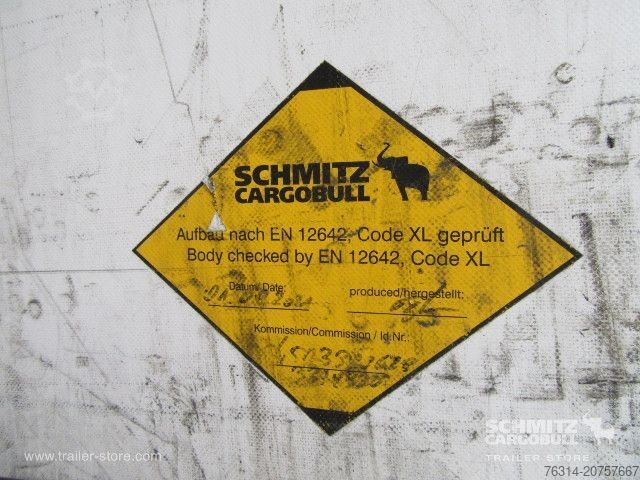 SCHMITZ
CARGOBULL
Aufbau nach EN 12642, Code XL geprüft
Body checked by EN 12642, Code XL
Datum/Date:
produced/hergestellt:
Kommission/Commission / Id.Nr.:
SCHMITZ
CARGOBULL
TRAILER STORE
www.trailer-store.com
76314-20757667